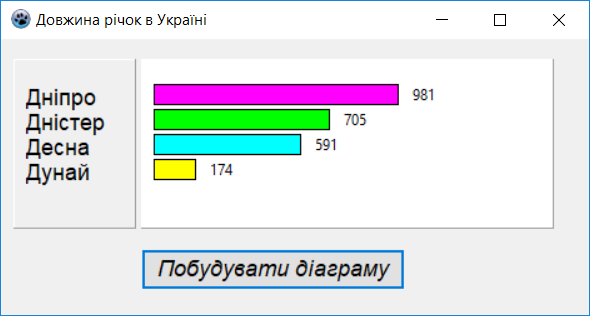 Довжина річок в Україні
Дніпро 981
Дністер 705
Десна 591
Дунай 174
Побудувати діаграму